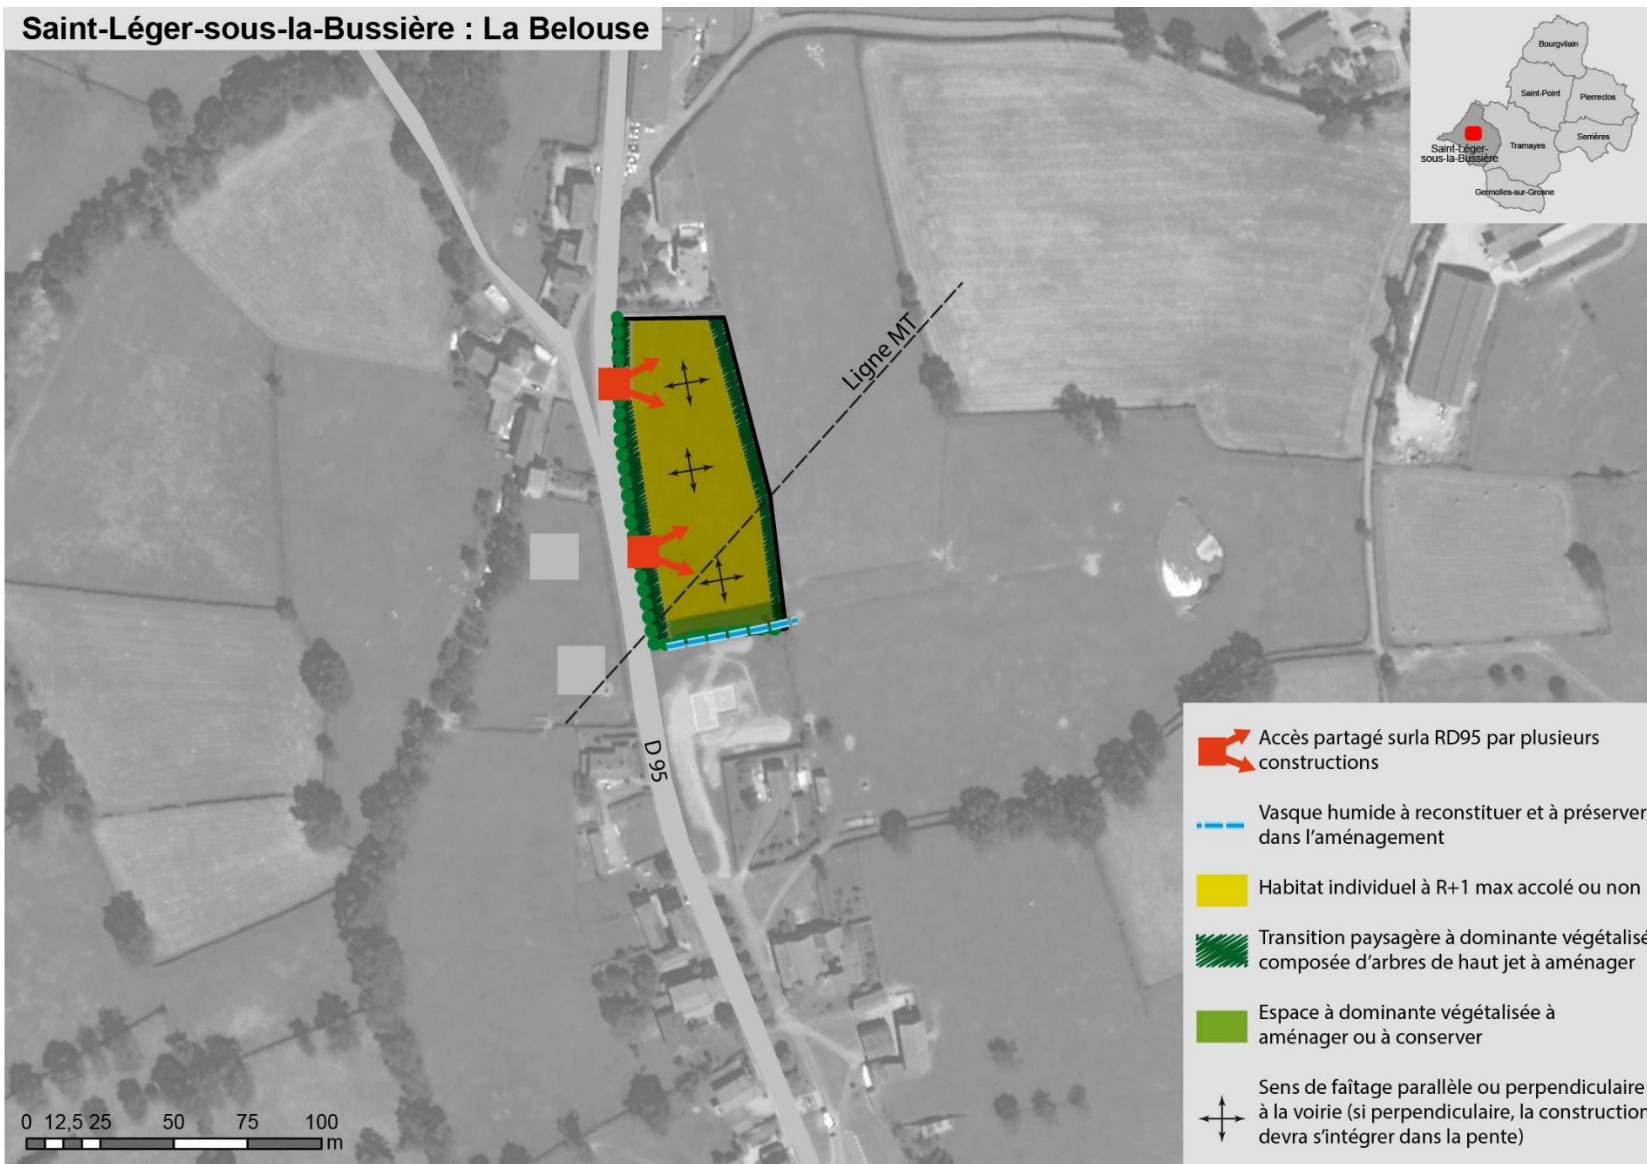 Saint-Léger-sous-la-Bussière : La Belouse
Bourgvilain
Saint-Point
Pierreclos
Serrières
Tramayes
Saint-Léger-
sous-la-Bussière
Germolles-sur-Grosne
Ligne MT
D 95
Accès partagé surla RD95 par plusieurs
constructions
Vasque humide à reconstituer et à préserver
dans l'aménagement
Habitat individuel à R+1 max accolé ou non
Transition paysagère à dominante végétalisé
composée d'arbres de haut jet à aménager
Espace à dominante végétalisée à
aménager ou à conserver
Sens de faîtage parallèle ou perpendiculaire
à la voirie (si perpendiculaire, la construction
devra s'intégrer dans la pente)
0 12,5 25 50 75 100
m